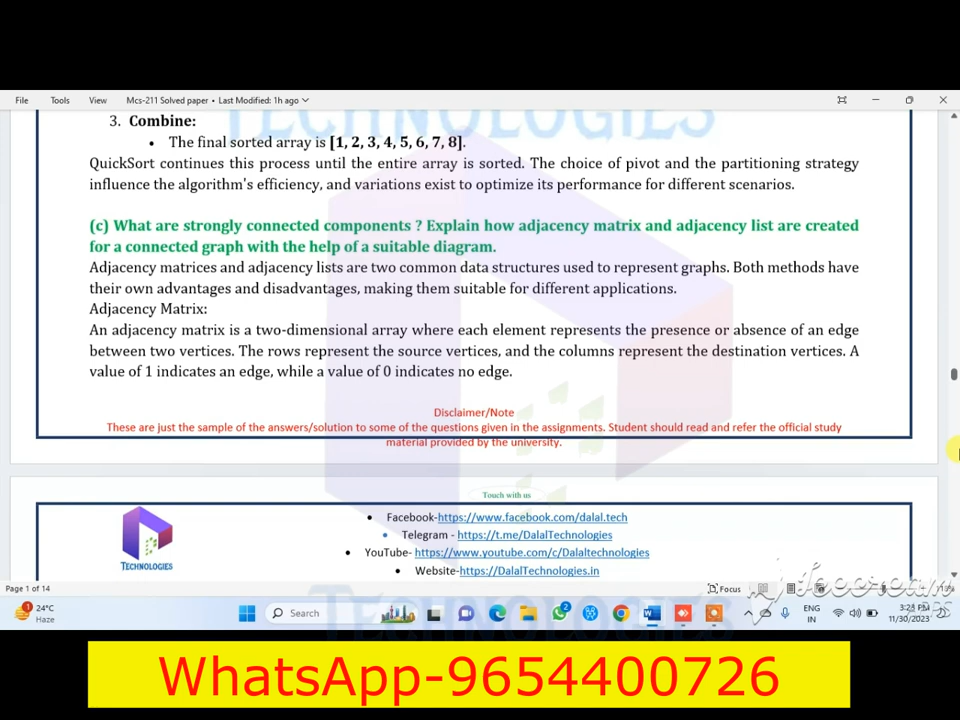 TECHNOLOGIES
File Tools View Mcs-211 Solved paper • Last Modified: 1h ago
3. Combine:
• The final sorted array is [1, 2, 3, 4, 5, 6, 7, 8].
QuickSort continues this process until the entire array is sorted. The choice of pivot and the partitioning strategy
influence the algorithm's efficiency, and variations exist to optimize its performance for different scenarios.
(c) What are strongly connected components ? Explain how adjacency matrix and adjacency list are created
for a connected graph with the help of a suitable diagram.
Adjacency matrices and adjacency lists are two common data structures used to represent graphs. Both methods have
their own advantages and disadvantages, making them suitable for different applications.
Adjacency Matrix:
An adjacency matrix is a two-dimensional array where each element represents the presence or absence of an edge
between two vertices. The rows represent the source vertices, and the columns represent the destination vertices. A
value of 1 indicates an edge, while a value of 0 indicates no edge.
Disclaimer/Note
These are just the sample of the answers/solution to some of the questions given in the assignments. Student should read and refer the official study
material provided by the university.
Touch with us
• Facebook-https://www.facebook.com/dalal.tech
• Telegram - https://t.me/DalalTechnologies
• YouTube- https://www.youtube.com/c/Dalaltechnologies
• Website-https://DalalTechnologies.in
TECHNOLOGIES
Page 1 of 14
Focus
24°C
Haze
Search
ENG
IN
11/30/2023
WhatsApp-9654400726